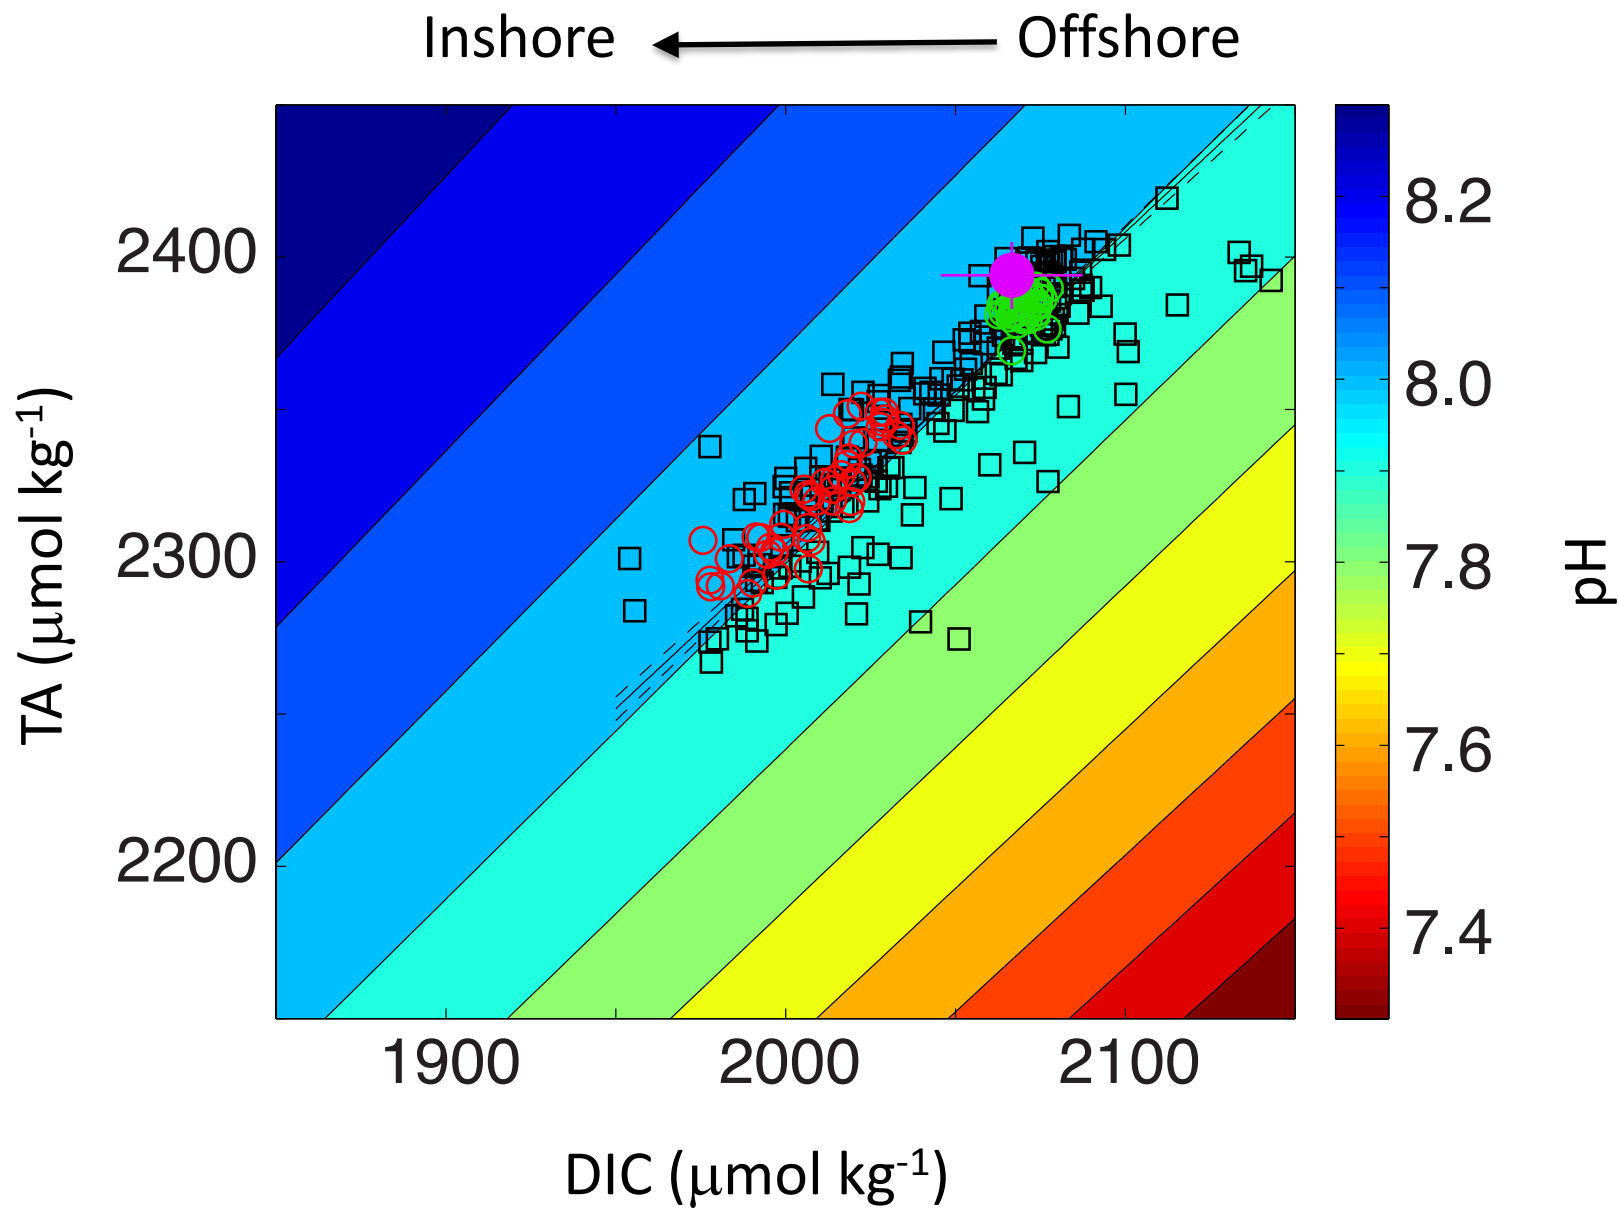 Inshore
Offshore
TA (μmol kg-1)
2400
2300
2200
1900
2000
2100
DIC (μmol kg-1)
8.2
8.0
7.8
7.6
7.4
pH